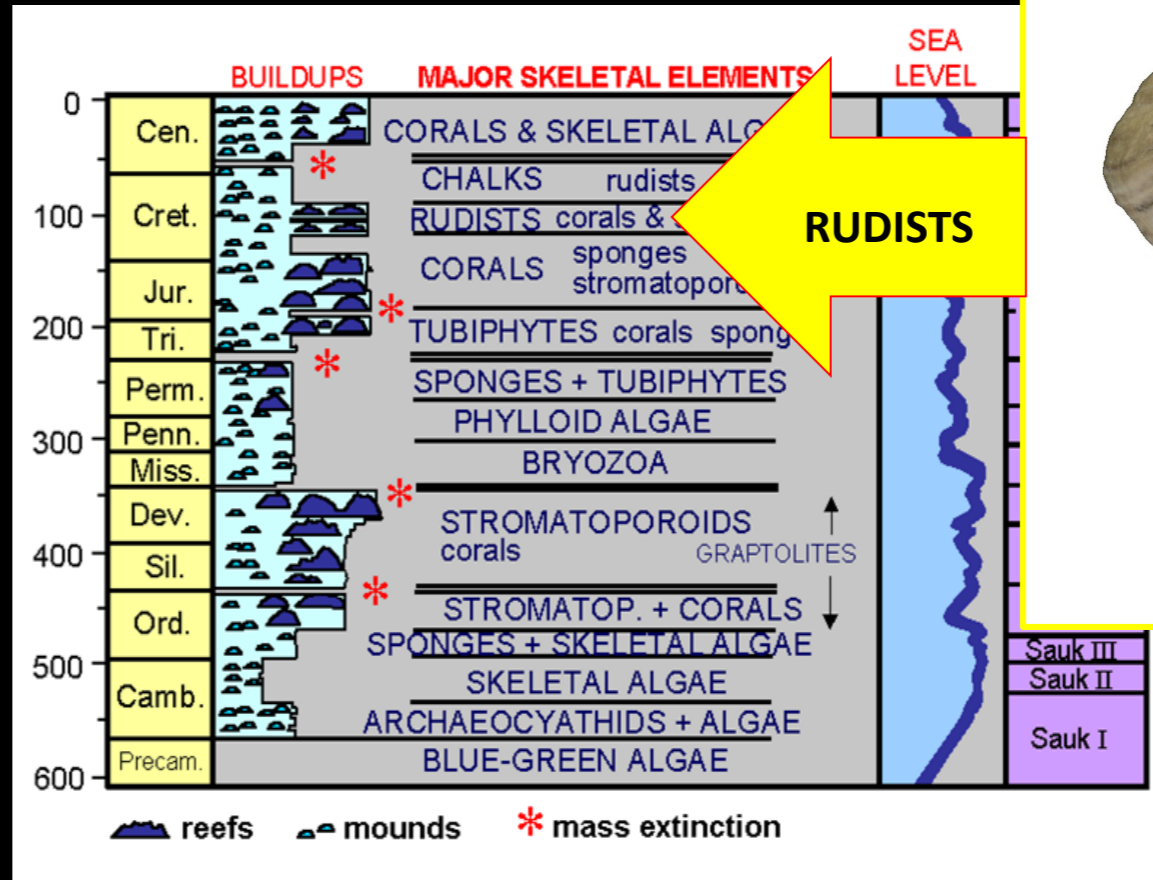 SEA
LEVEL
BUILDUPS MAJOR SKELETAL ELEMENTS
0
100
200
300
400
500
600
Cen.
Cret.
Jur.
Tri.
Perm.
Penn.
Miss.
Dev.
Sil.
Ord.
Camb.
Precam.
CORALS & SKELETAL
CHALKS rudists
RUDISTS corals &
CORALS sponges
TUBIPHYTES corals
SPONGES + TUBIPHYTES
PHYLLOID ALGAE
BRYOZOA
STROMATOPOROIDS
corals GRAPTOLITES
STROMATOP. + CORALS
SPONGES + SKELETAL ALGAE
SKELETAL ALGAE
ARCHAEOCYATHIDS + ALGAE
BLUE-GREEN ALGAE
RUDISTS
Sauk III
Sauk II
Sauk I
reefs mounds * mass extinction